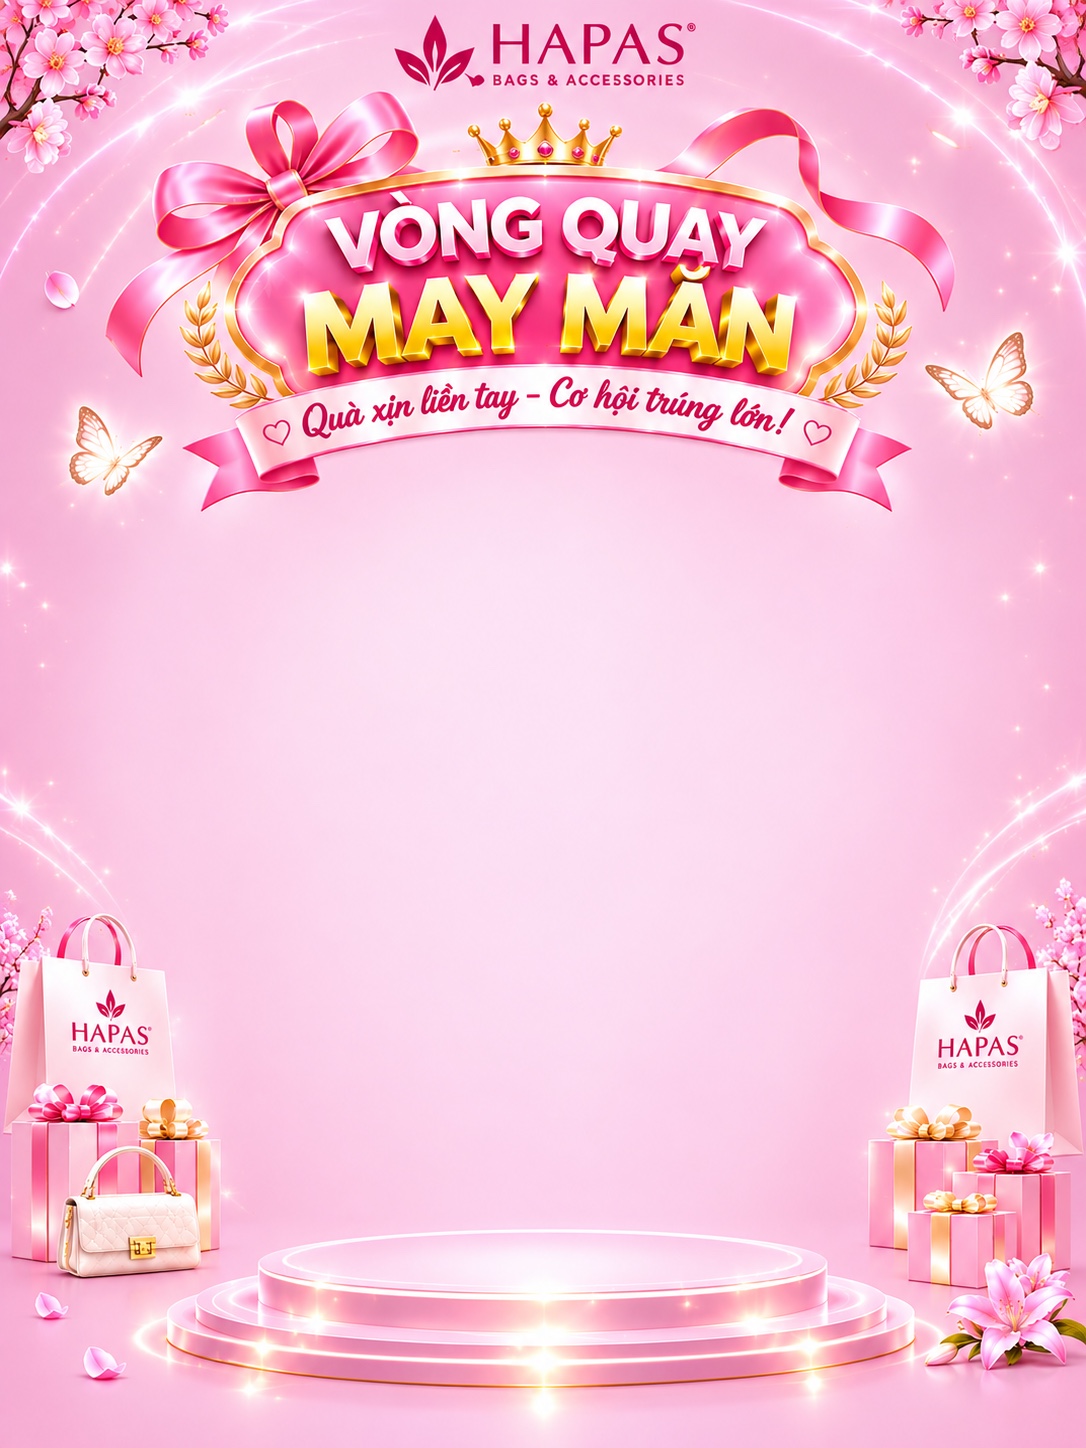 HAPAS®
BAGS & ACCESSORIES
VÒNG QUAY
MAY MẮN
Quà xịn liền tay – Cơ hội trúng lớn!
HAPAS®
BAGS & ACCESSORIES
HAPAS®
BAGS & ACCESSORIES